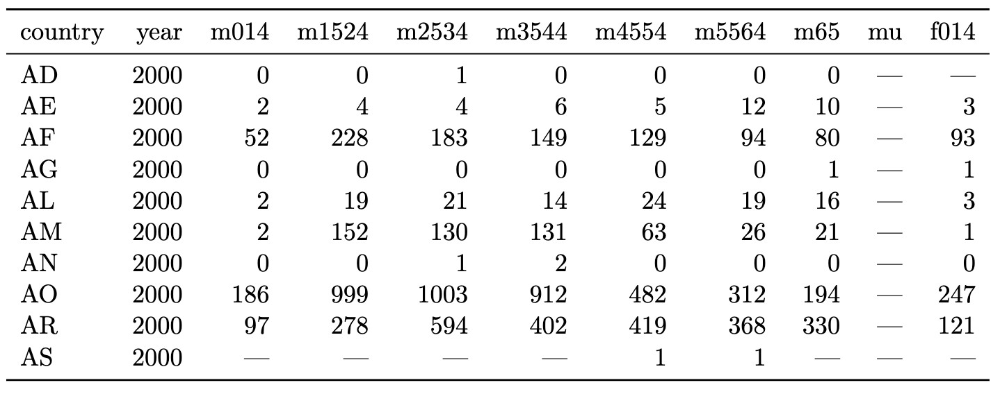 country year m014 m1524 m2534 m3544 m4554 m5564 m65 mu f014
AD 2000 0 0 1 0 0 0 0 — —
AE 2000 2 4 4 6 5 12 10 — 3
AF 2000 52 228 183 149 129 94 80 — 93
AG 2000 0 0 0 0 0 0 1 — 1
AL 2000 2 19 21 14 24 19 16 — 3
AM 2000 2 152 130 131 63 26 21 — 1
AN 2000 0 0 1 2 0 0 0 — 0
AO 2000 186 999 1003 912 482 312 194 — 247
AR 2000 97 278 594 402 419 368 330 — 121
AS 2000 — — — — 1 1 — — —